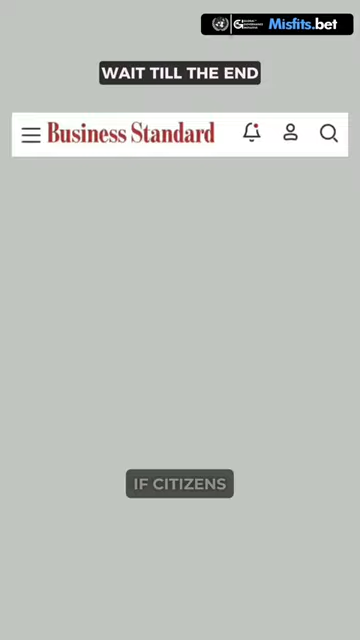 Misfits.bet
WAIT TILL THE END
Business Standard
IF CITIZENS